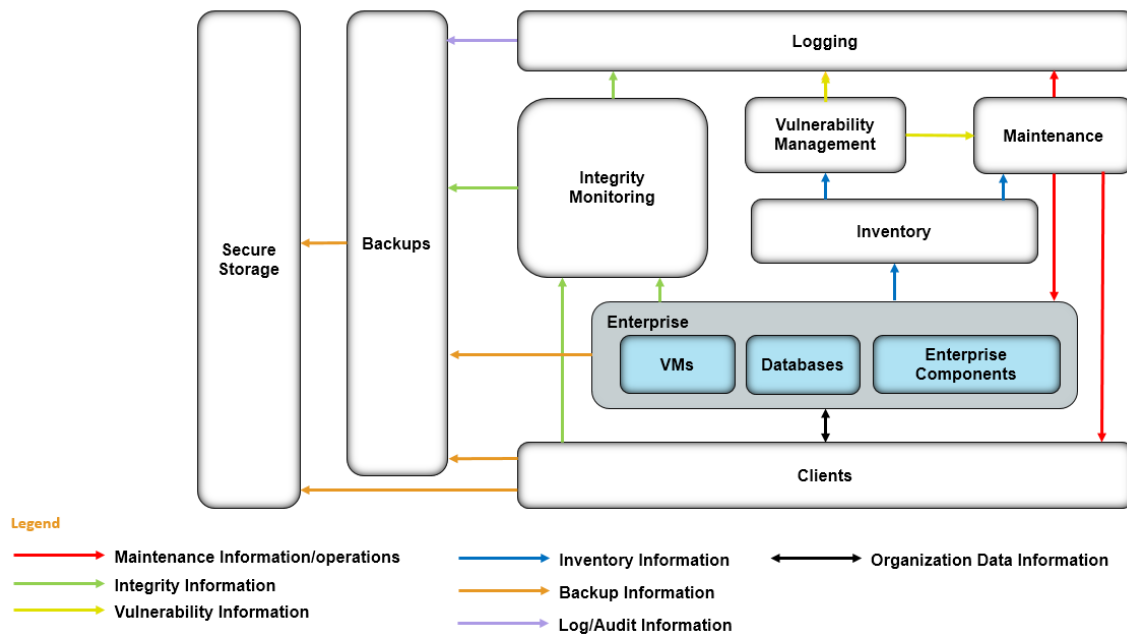 Logging
Vulnerability
Management
Maintenance
Integrity
Monitoring
Inventory
Secure
Storage
Backups
Enterprise
VMs
Databases
Enterprise
Components
Clients
Legend
Maintenance Information/operations
Inventory Information
Organization Data Information
Integrity Information
Backup Information
Vulnerability Information
Log/Audit Information